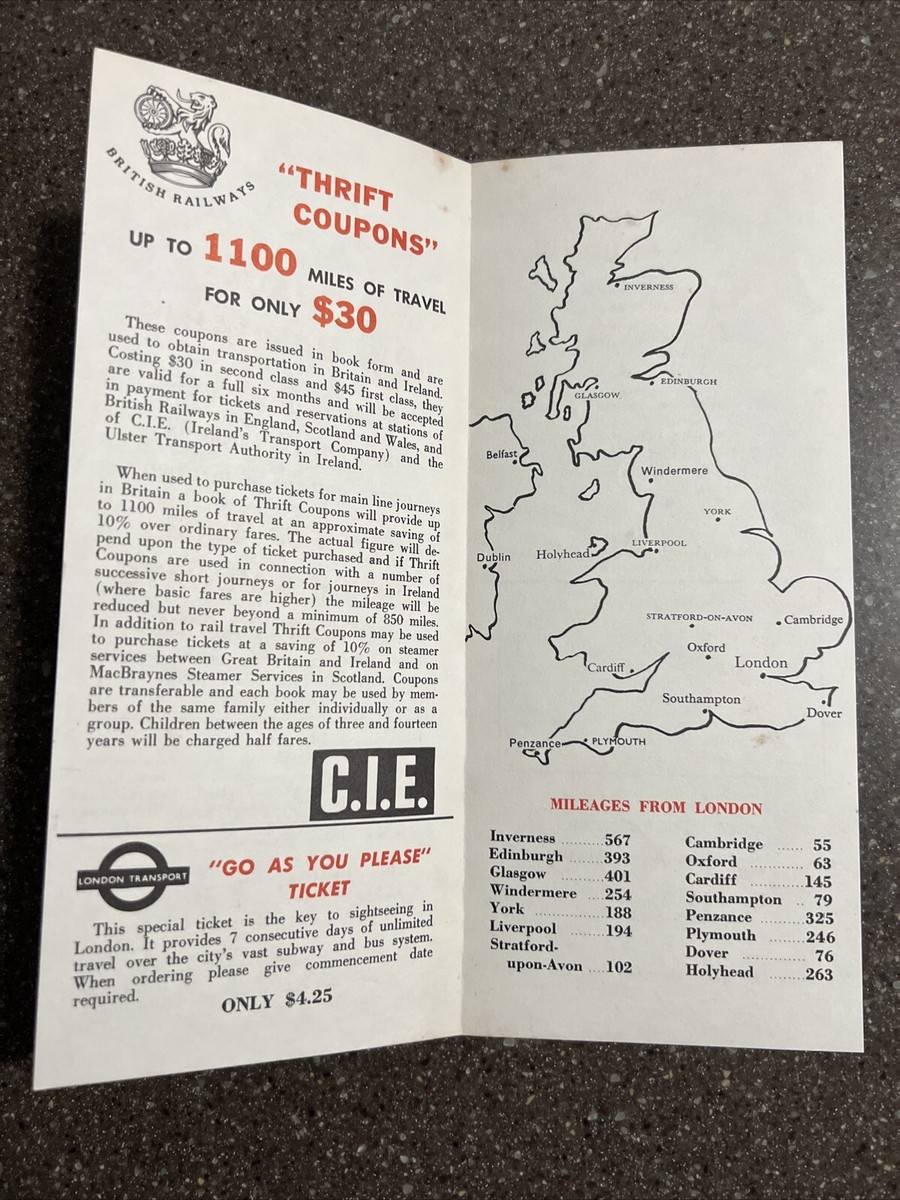 BRITISH RAILWAYS
"THRIFT
COUPONS"
UP TO 1100 MILES OF TRAVEL
FOR ONLY $30
These coupons are issued in book form and are
used to obtain transportation in Britain and Ireland.
Costing $30 in second class and $45 first class, they
are valid for a full six months and will be accepted
in payment for tickets and reservations at stations of
British Railways in England, Scotland and Wales, and
of C.I.E. (Ireland's Transport Company) and the
Ulster Transport Authority in Ireland.
When used to purchase tickets for main line journeys
in Britain a book of Thrift Coupons will provide up
to 1100 miles of travel at an approximate saving of
10% over ordinary fares. The actual figure will de-
pend upon the type of ticket purchased and if Thrift
Coupons are used in connection with a number of
successive short journeys or for journeys in Ireland
(where basic fares are higher) the mileage will be
reduced but never beyond a minimum of 850 miles.
In addition to rail travel Thrift Coupons may be used
to purchase tickets at a saving of 10% on steamer
services between Great Britain and Ireland and on
MacBraynes Steamer Services in Scotland. Coupons
are transferable and each book may be used by mem-
bers of the same family either individually or as a
group. Children between the ages of three and fourteen
years will be charged half fares.
C.I.E.
LONDON TRANSPORT
"GO AS YOU PLEASE"
TICKET
This special ticket is the key to sightseeing in
London. It provides 7 consecutive days of unlimited
travel over the city's vast subway and bus system.
When ordering please give commencement date
required.
ONLY $4.25
INVERNESS
EDINBURGH
GLASGOW
Belfast
Windermere
YORK
LIVERPOOL
Holyhead
Dublin
STRATFORD-ON-AVON
Cambridge
Oxford
London
Cardiff
Southampton
Dover
Penzance
PLYMOUTH
MILEAGES FROM LONDON
Inverness ..........567
Edinburgh ........393
Glasgow ............401
Windermere ....254
York ................188
Liverpool ..........194
Stratford-
upon-Avon ....102
Cambridge ...... 55
Oxford .............. 63
Cardiff ............145
Southampton .. 79
Penzance ..........325
Plymouth ........246
Dover ................ 76
Holyhead ..........263